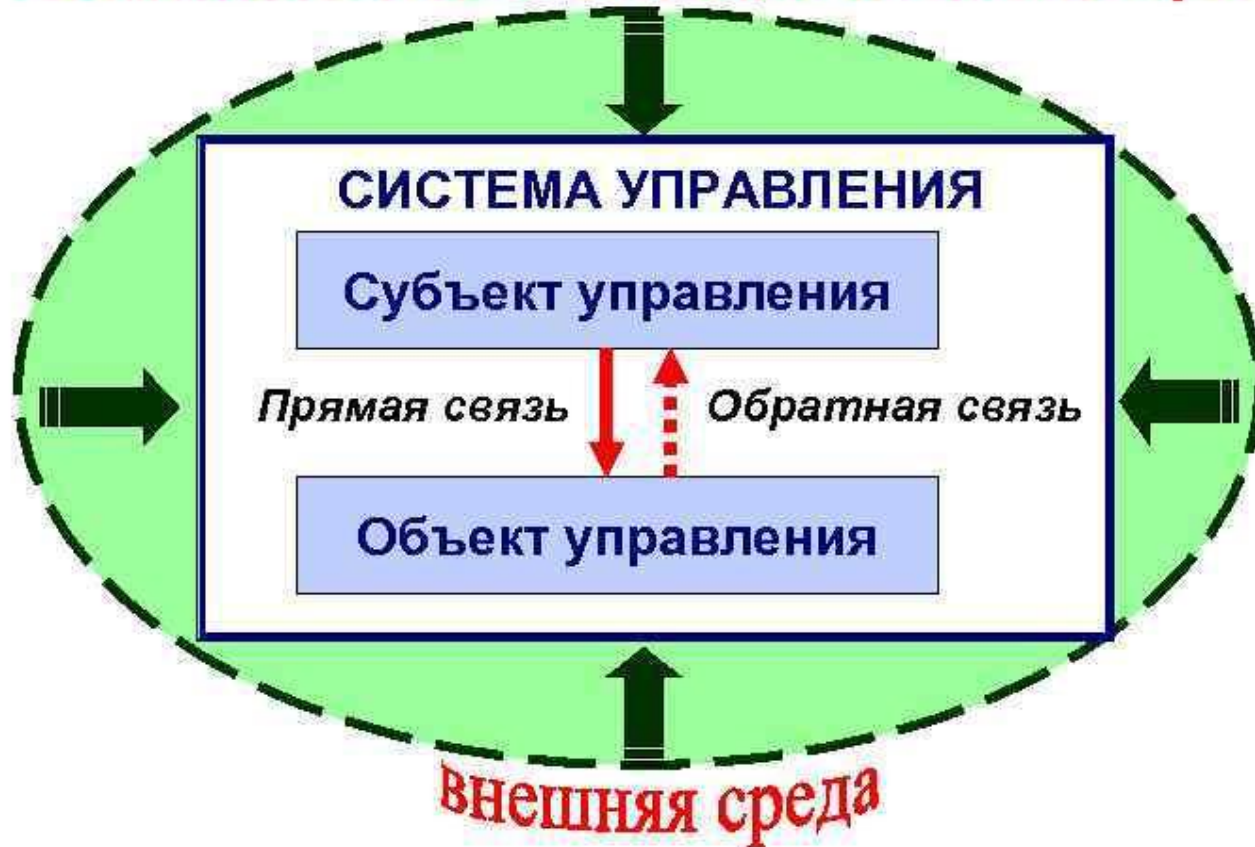 СИСТЕМА УПРАВЛЕНИЯ
Субъект управления
Прямая связь Обратная связь
Объект управления
внешняя среда